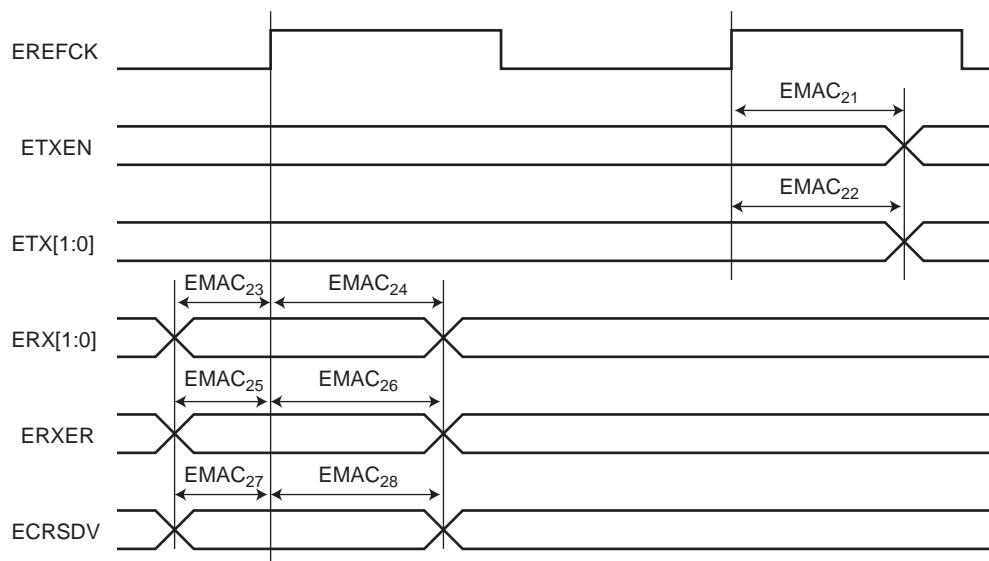 EREFCK
EMAC21
ETXEN
EMAC22
ETX[1:0]
EMAC23 EMAC24
ERX[1:0]
EMAC25 EMAC26
ERXER
EMAC27 EMAC28
ECRSDV